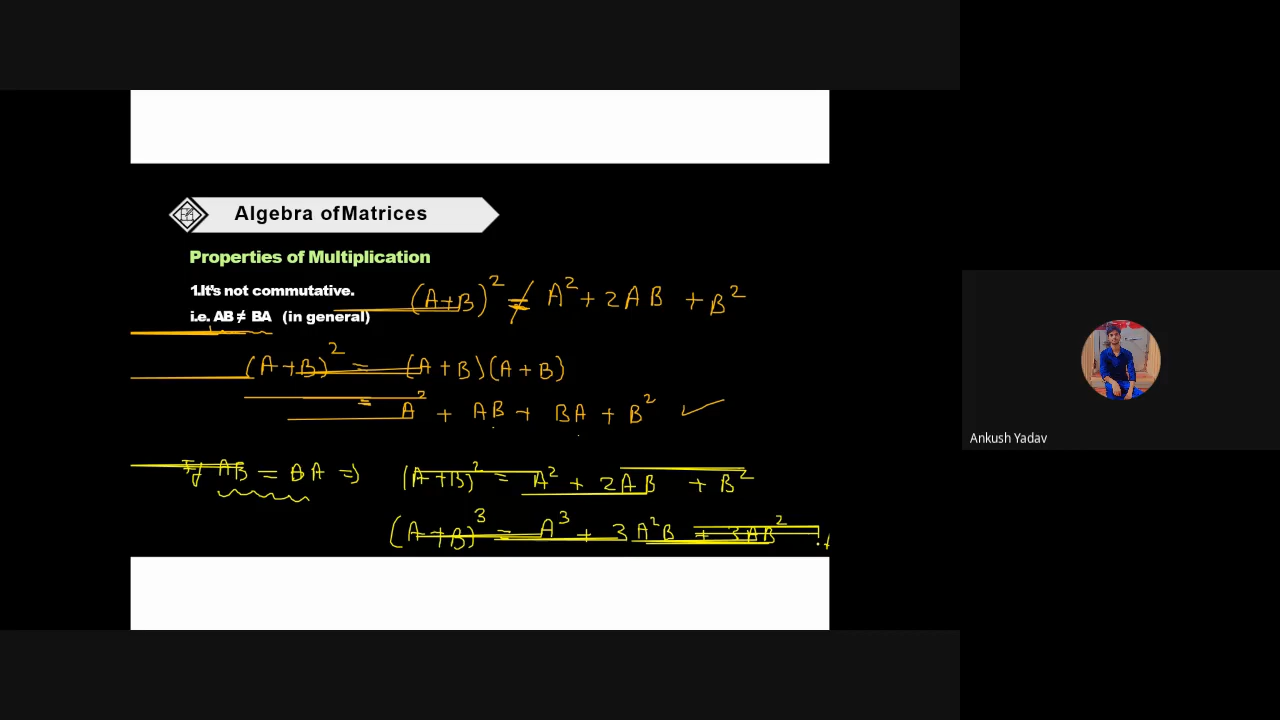 Algebra ofMatrices
Properties of Multiplication
1.It's not commutative.
(A+B)² ≠ A² + 2AB + B²
i.e. AB ≠ BA (in general)
(A+B)² = (A+B)(A+B)
= A² + AB + BA + B²
If AB = BA ⇒ (A+B)² = A² + 2AB + B²
(A+B)³ = A³ + 3A²B + 3AB²
Ankush Yadav